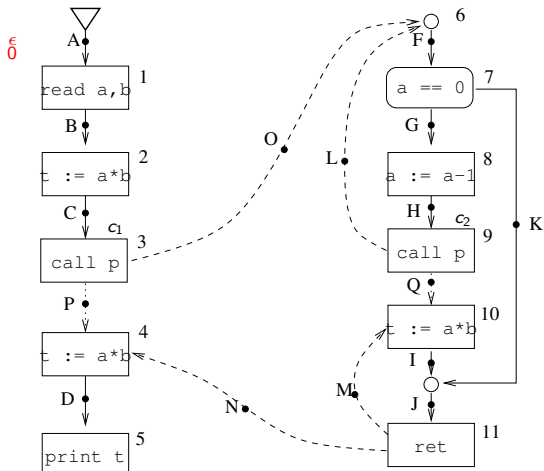 ϵ
0
A
1
read a,b
B
2
t := a*b
C
c1
3
call p
P
4
t := a*b
D
5
print t
O
L
N
M
6
F
7
a == 0
G
8
a := a-1
H
c2
9
call p
K
Q
10
t := a*b
I
J
11
ret